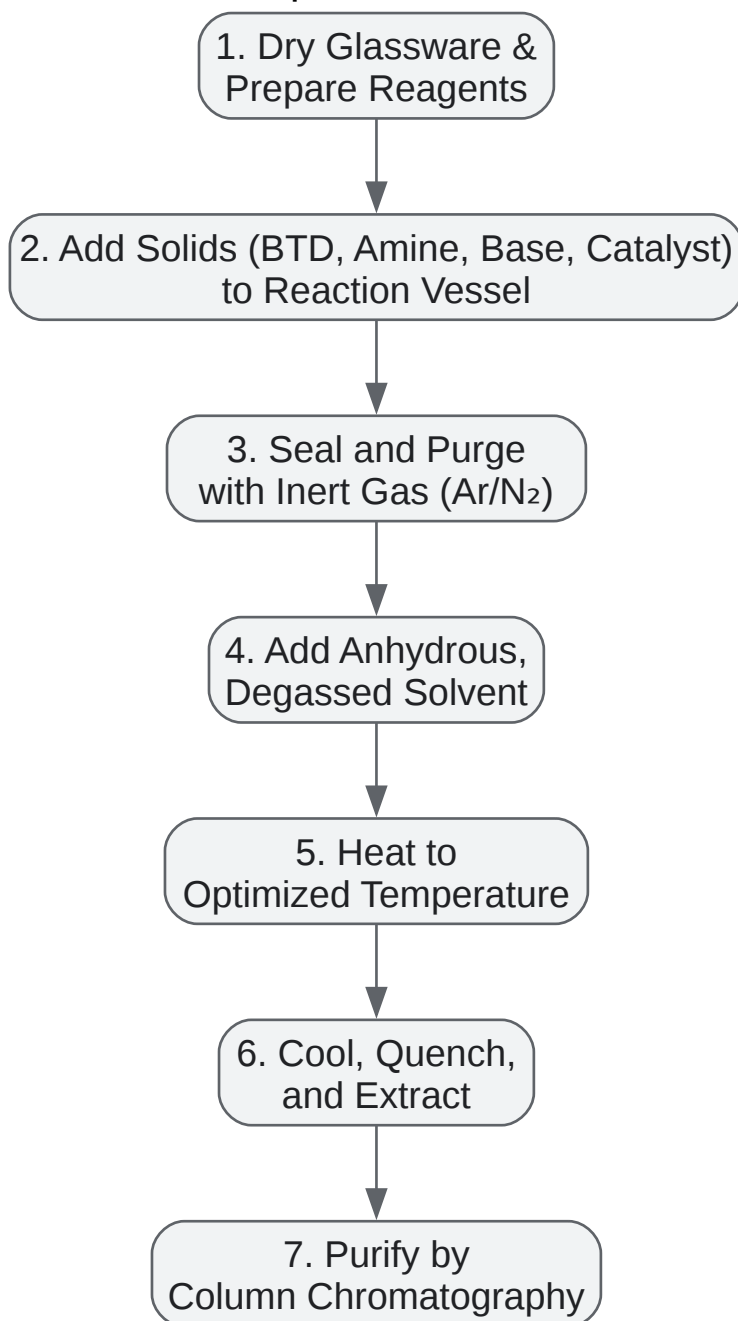 1. Dry Glassware &
Prepare Reagents
2. Add Solids (BTD, Amine, Base, Catalyst)
to Reaction Vessel
3. Seal and Purge
with Inert Gas (Ar/N₂)
4. Add Anhydrous,
Degassed Solvent
5. Heat to
Optimized Temperature
6. Cool, Quench,
and Extract
7. Purify by
Column Chromatography